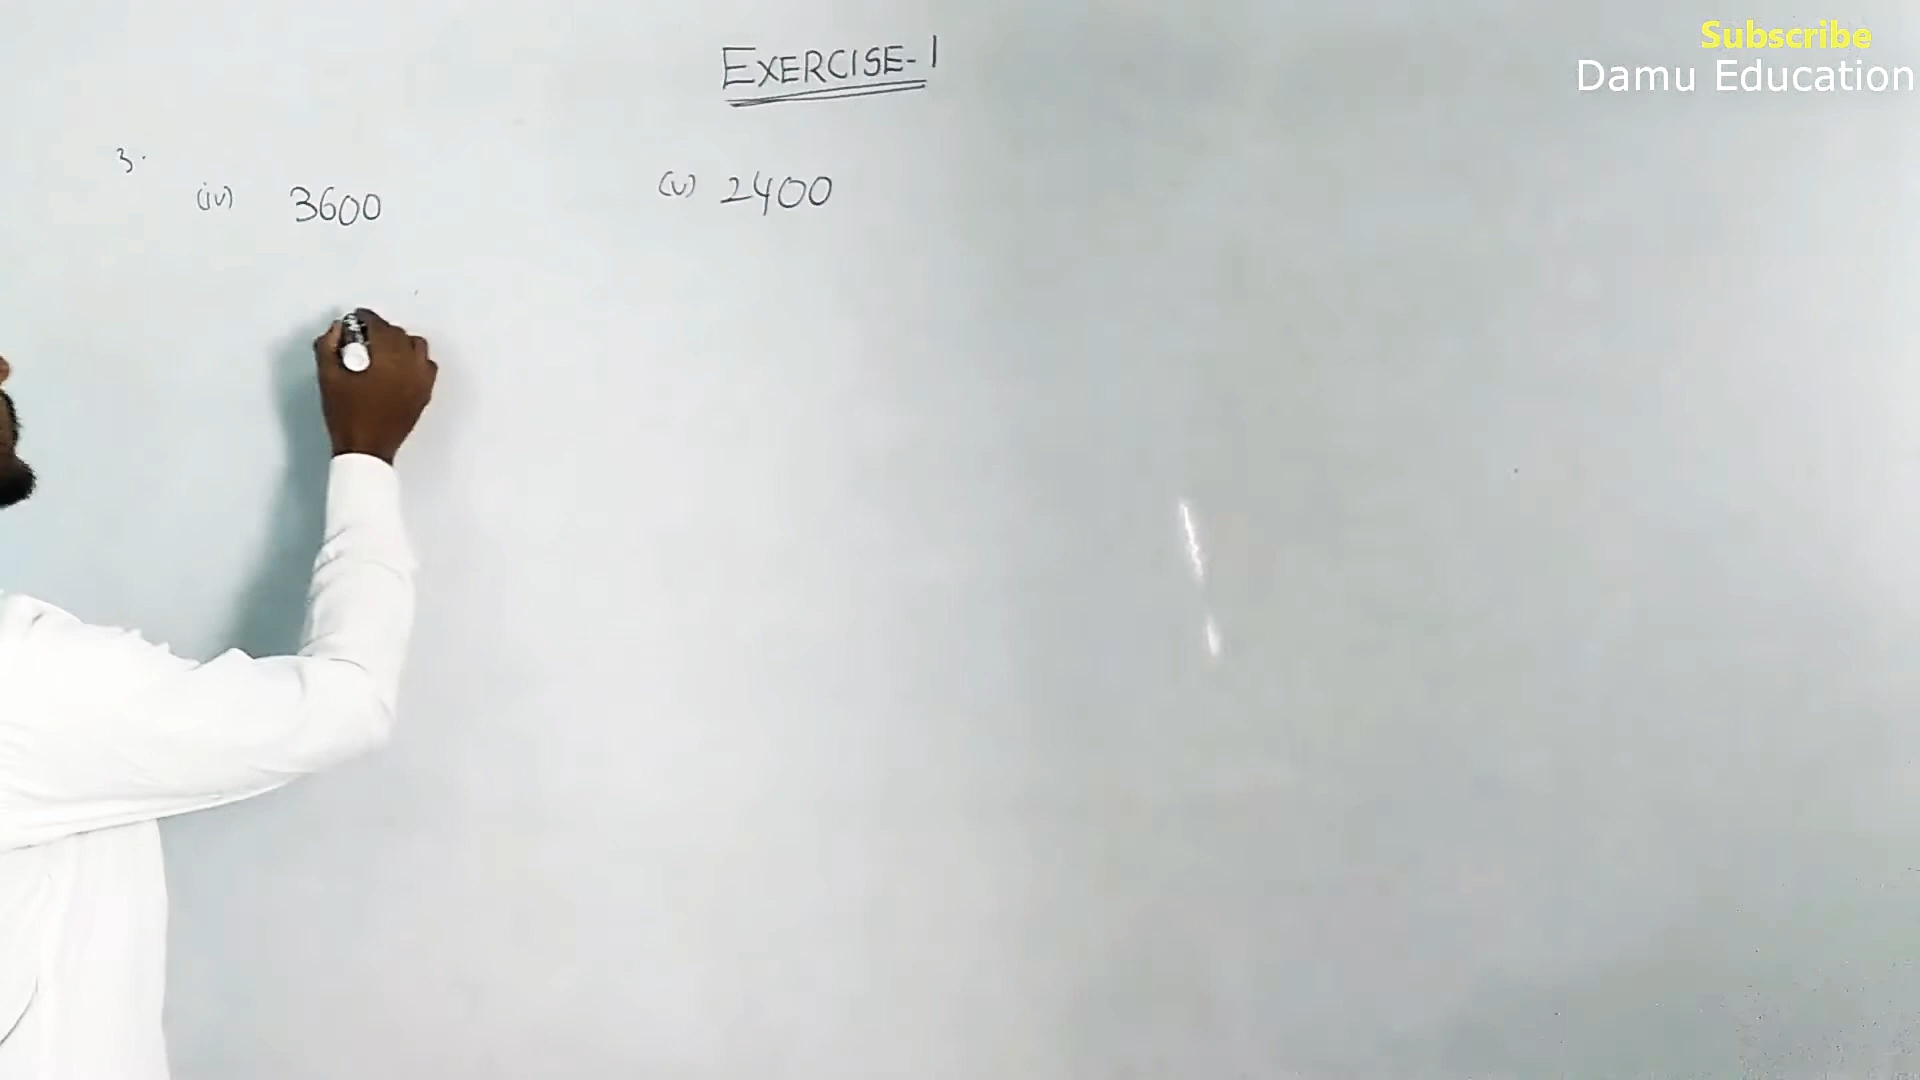 Subscribe
Damu Education
EXERCISE-1
3.
(iv) 3600
(v) 2400